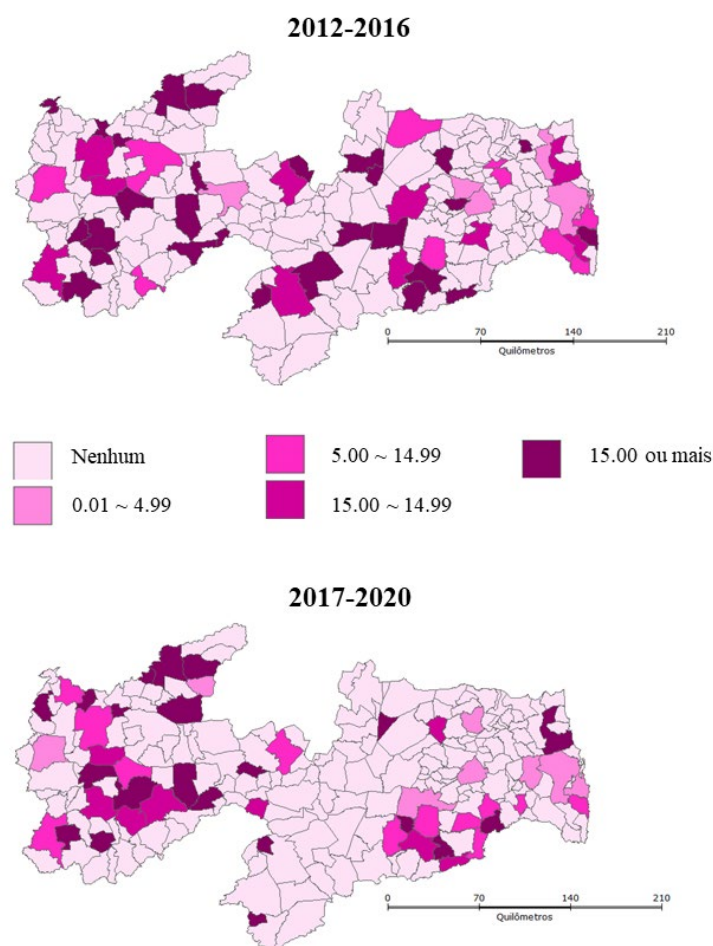 2012-2016
0 70 140 210
Quilômetros
Nenhum
5.00 ~ 14.99
15.00 ou mais
0.01 ~ 4.99
15.00 ~ 14.99
2017-2020
0 70 140 210
Quilômetros